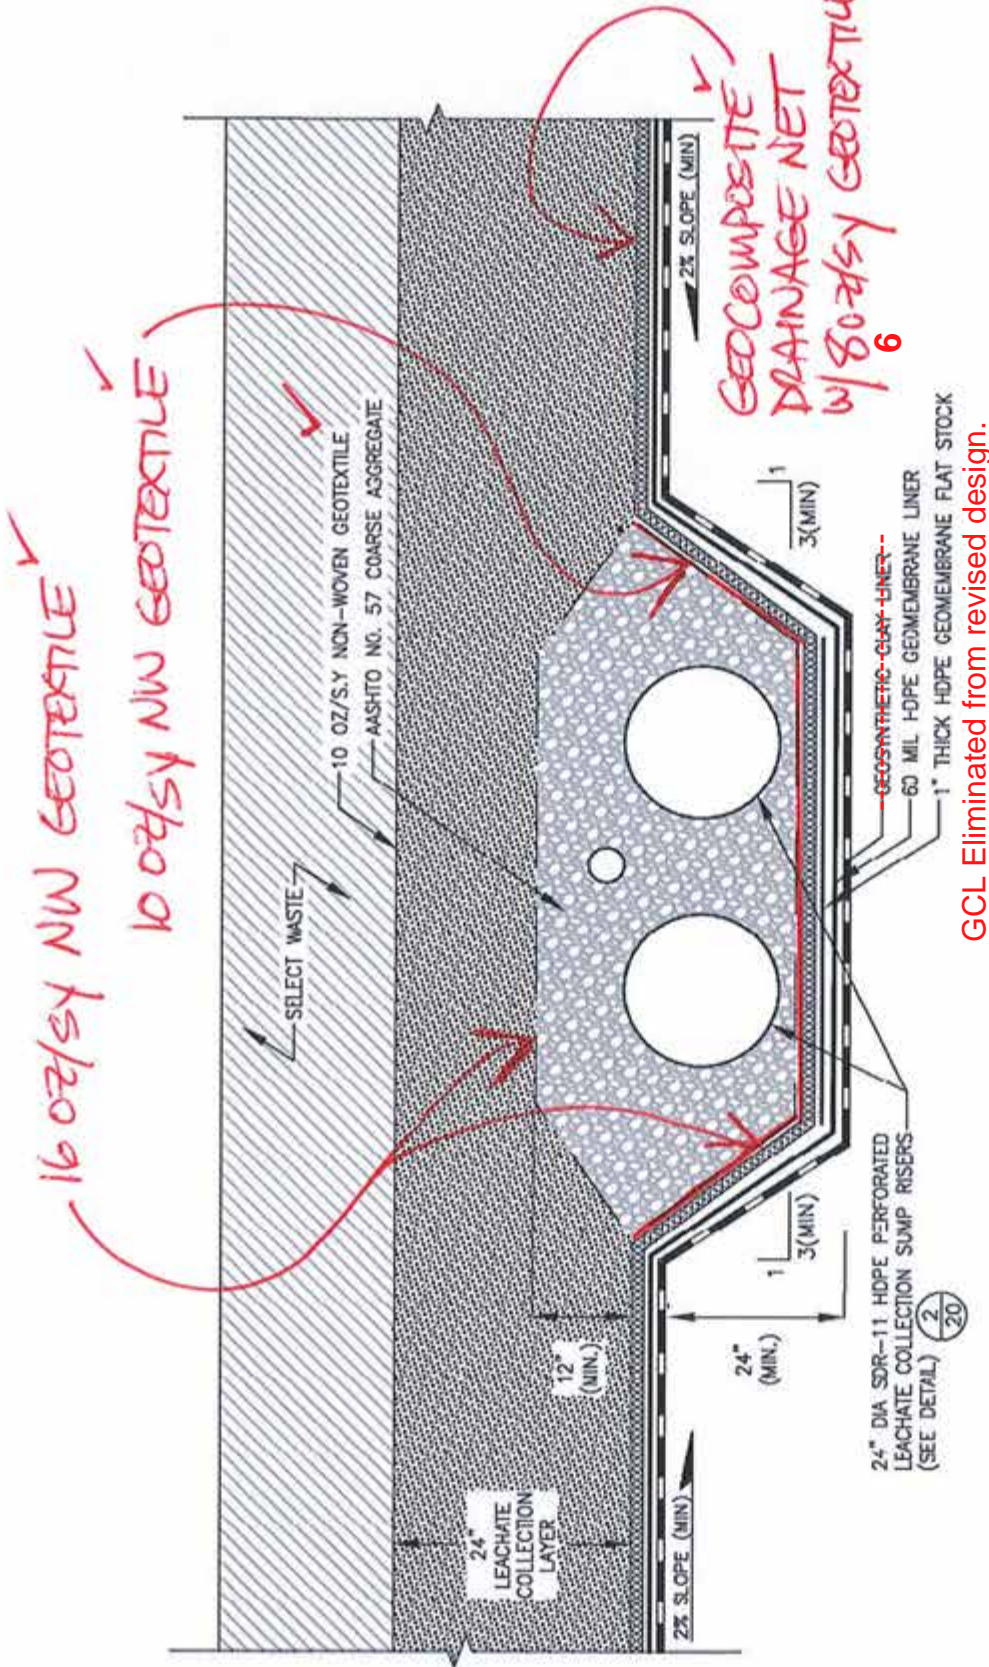 16 OZ/SY NW GEOTEXTILE
10 OZ/SY NW GEOTEXTILE
SELECT WASTE
10 OZ/S.Y NON-WOVEN GEOTEXTILE
AASHTO NO. 57 COARSE AGGREGATE
24"
LEACHATE
COLLECTION
LAYER
12"
(MIN.)
2% SLOPE (MIN)
2% SLOPE (MIN)
24"
(MIN.)
1
3(MIN)
1
3(MIN)
GEOCOMPOSITE
DRAINAGE NET
W/ 8 OZ/SY GEOTEXTILE
6
24" DIA SDR-11 HDPE PERFORATED
LEACHATE COLLECTION SUMP RISERS
(SEE DETAIL)
2
20
GEOSYNTHETIC CLAY LINER
60 MIL HDPE GEOMEMBRANE LINER
1" THICK HDPE GEOMEMBRANE FLAT STOCK
GCL Eliminated from revised design.